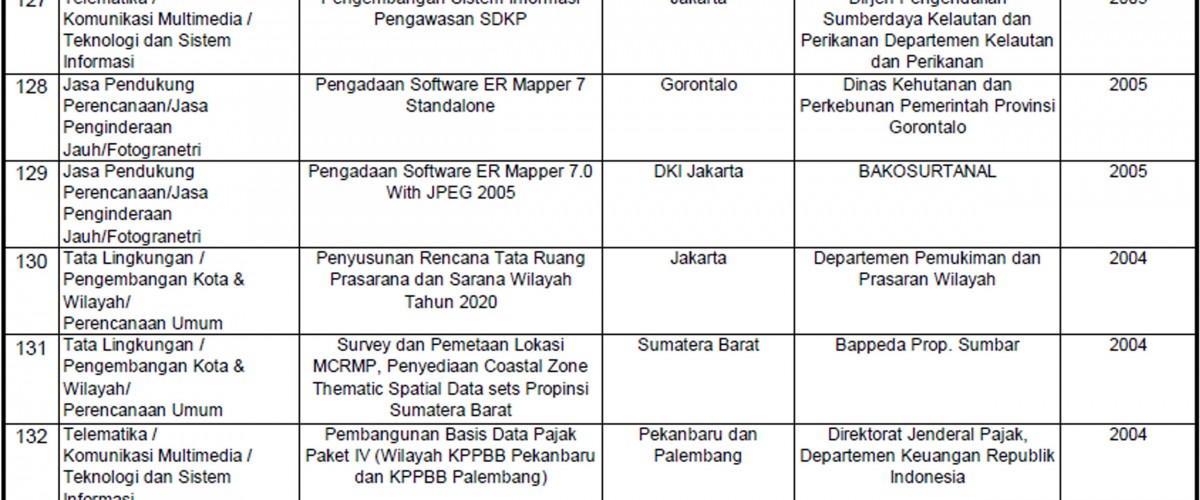 127
Telematika /
Komunikasi Multimedia /
Teknologi dan Sistem
Informasi
Pengembangan Sistem Informasi
Pengawasan SDKP
Jakarta
Dirjen Pengendalian
Sumberdaya Kelautan dan
Perikanan Departemen Kelautan
dan Perikanan
2005
128
Jasa Pendukung
Perencanaan/Jasa
Penginderaan
Jauh/Fotogranetri
Pengadaan Software ER Mapper 7
Standalone
Gorontalo
Dinas Kehutanan dan
Perkebunan Pemerintah Provinsi
Gorontalo
2005
129
Jasa Pendukung
Perencanaan/Jasa
Penginderaan
Jauh/Fotogranetri
Pengadaan Software ER Mapper 7.0
With JPEG 2005
DKI Jakarta
BAKOSURTANAL
2005
130
Tata Lingkungan /
Pengembangan Kota &
Wilayah/
Perencanaan Umum
Penyusunan Rencana Tata Ruang
Prasarana dan Sarana Wilayah
Tahun 2020
Jakarta
Departemen Pemukiman dan
Prasaran Wilayah
2004
131
Tata Lingkungan /
Pengembangan Kota &
Wilayah/
Perencanaan Umum
Survey dan Pemetaan Lokasi
MCRMP, Penyediaan Coastal Zone
Thematic Spatial Data sets Propinsi
Sumatera Barat
Sumatera Barat
Bappeda Prop. Sumbar
2004
132
Telematika /
Komunikasi Multimedia /
Teknologi dan Sistem
Informasi
Pembangunan Basis Data Pajak
Paket IV (Wilayah KPPBB Pekanbaru
dan KPPBB Palembang)
Pekanbaru dan
Palembang
Direktorat Jenderal Pajak,
Departemen Keuangan Republik
Indonesia
2004